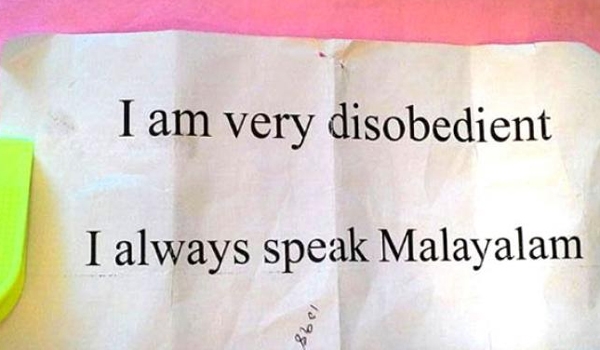 I am very disobedient
I always speak Malayalam